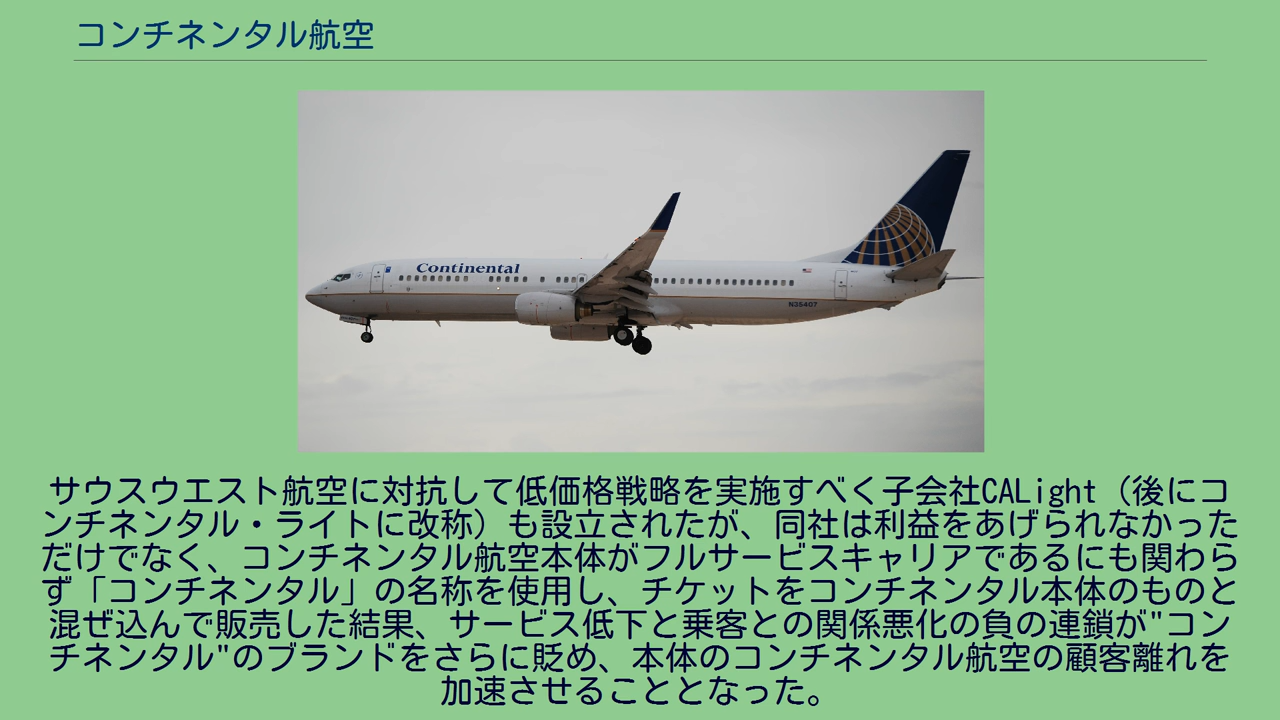 コンチネンタル航空
Continental
N35407
サウスウエスト航空に対抗して低価格戦略を実施すべく子会社CALight（後にコ
ンチネンタル・ライトに改称）も設立されたが、同社は利益をあげられなかった
だけでなく、コンチネンタル航空本体がフルサービスキャリアであるにも関わら
ず「コンチネンタル」の名称を使用し、チケットをコンチネンタル本体のものと
混ぜ込んで販売した結果、サービス低下と乗客との関係悪化の負の連鎖が"コン
チネンタル"のブランドをさらに貶め、本体のコンチネンタル航空の顧客離れを
加速させることとなった。